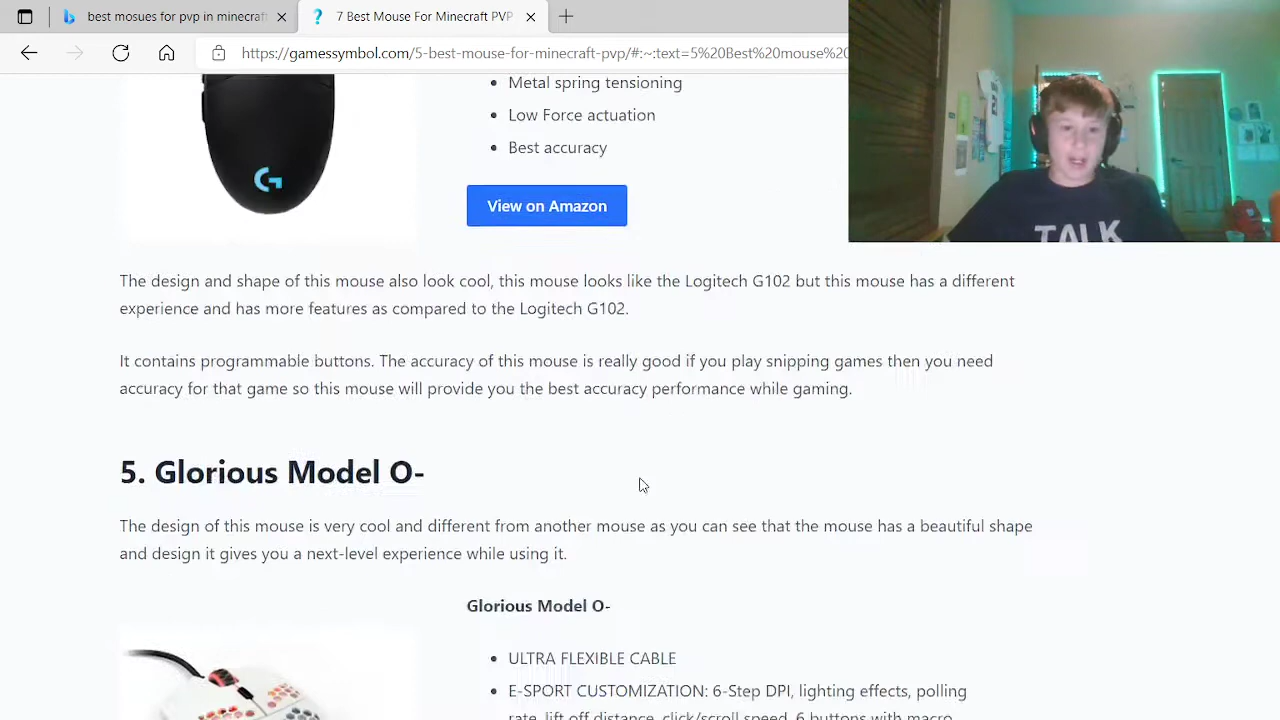 best mosues for pvp in minecraft
7 Best Mouse For Minecraft PVP
https://gamessymbol.com/5-best-mouse-for-minecraft-pvp/#:~:text=5%20Best%20mouse%20
Metal spring tensioning
Low Force actuation
Best accuracy
View on Amazon
TALK
The design and shape of this mouse also look cool, this mouse looks like the Logitech G102 but this mouse has a different
experience and has more features as compared to the Logitech G102.
It contains programmable buttons. The accuracy of this mouse is really good if you play snipping games then you need
accuracy for that game so this mouse will provide you the best accuracy performance while gaming.
5. Glorious Model O-
The design of this mouse is very cool and different from another mouse as you can see that the mouse has a beautiful shape
and design it gives you a next-level experience while using it.
Glorious Model O-
ULTRA FLEXIBLE CABLE
E-SPORT CUSTOMIZATION: 6-Step DPI, lighting effects, polling
rate, lift off distance, click/scroll speed, 6 buttons with macro